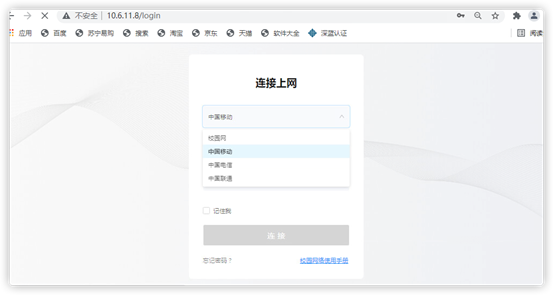 不安全 | 10.6.11.8/login
应用 百度 苏宁易购 搜索 淘宝 京东 天猫 软件大全 深蓝认证 阅读
连接上网
中国移动
校园网
中国移动
中国电信
中国联通
记住我
连 接
忘记密码？ 校园网络使用手册